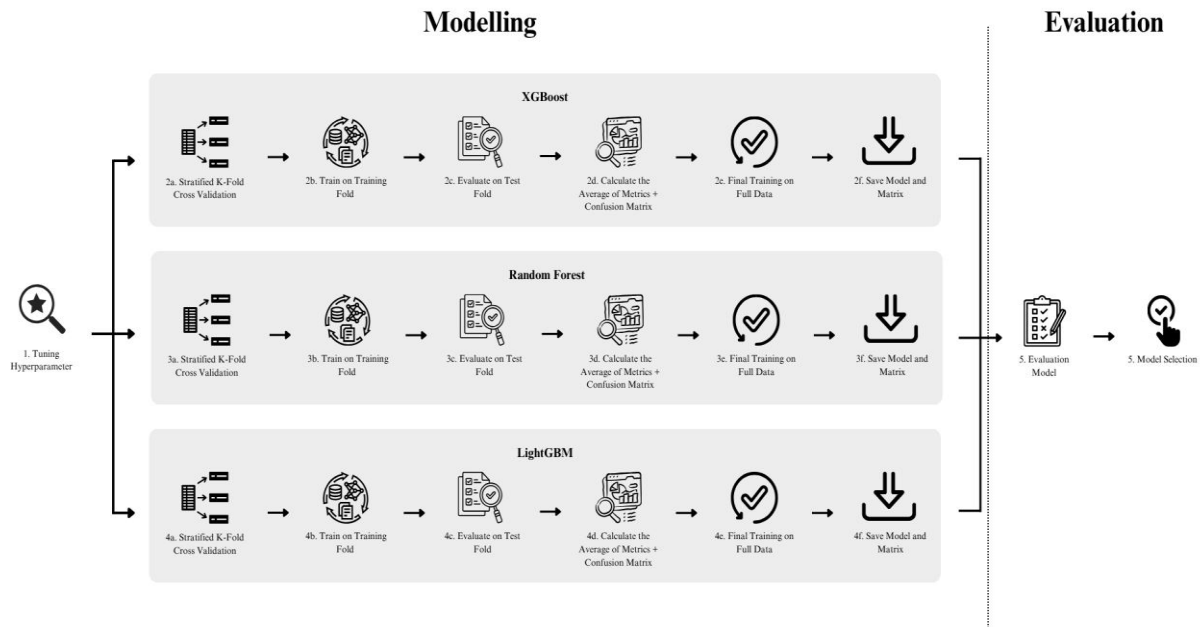 Modelling
Evaluation
XGBoost
2a. Stratified K-Fold
Cross Validation
2b. Train on Training
Fold
2c. Evaluate on Test
Fold
2d. Calculate the
Average of Metrics +
Confusion Matrix
2e. Final Training on
Full Data
2f. Save Model and
Matrix
1. Tuning
Hyperparameter
Random Forest
3a. Stratified K-Fold
Cross Validation
3b. Train on Training
Fold
3c. Evaluate on Test
Fold
3d. Calculate the
Average of Metrics +
Confusion Matrix
3e. Final Training on
Full Data
3f. Save Model and
Matrix
5. Evaluation
Model
5. Model Selection
LightGBM
4a. Stratified K-Fold
Cross Validation
4b. Train on Training
Fold
4c. Evaluate on Test
Fold
4d. Calculate the
Average of Metrics +
Confusion Matrix
4e. Final Training on
Full Data
4f. Save Model and
Matrix